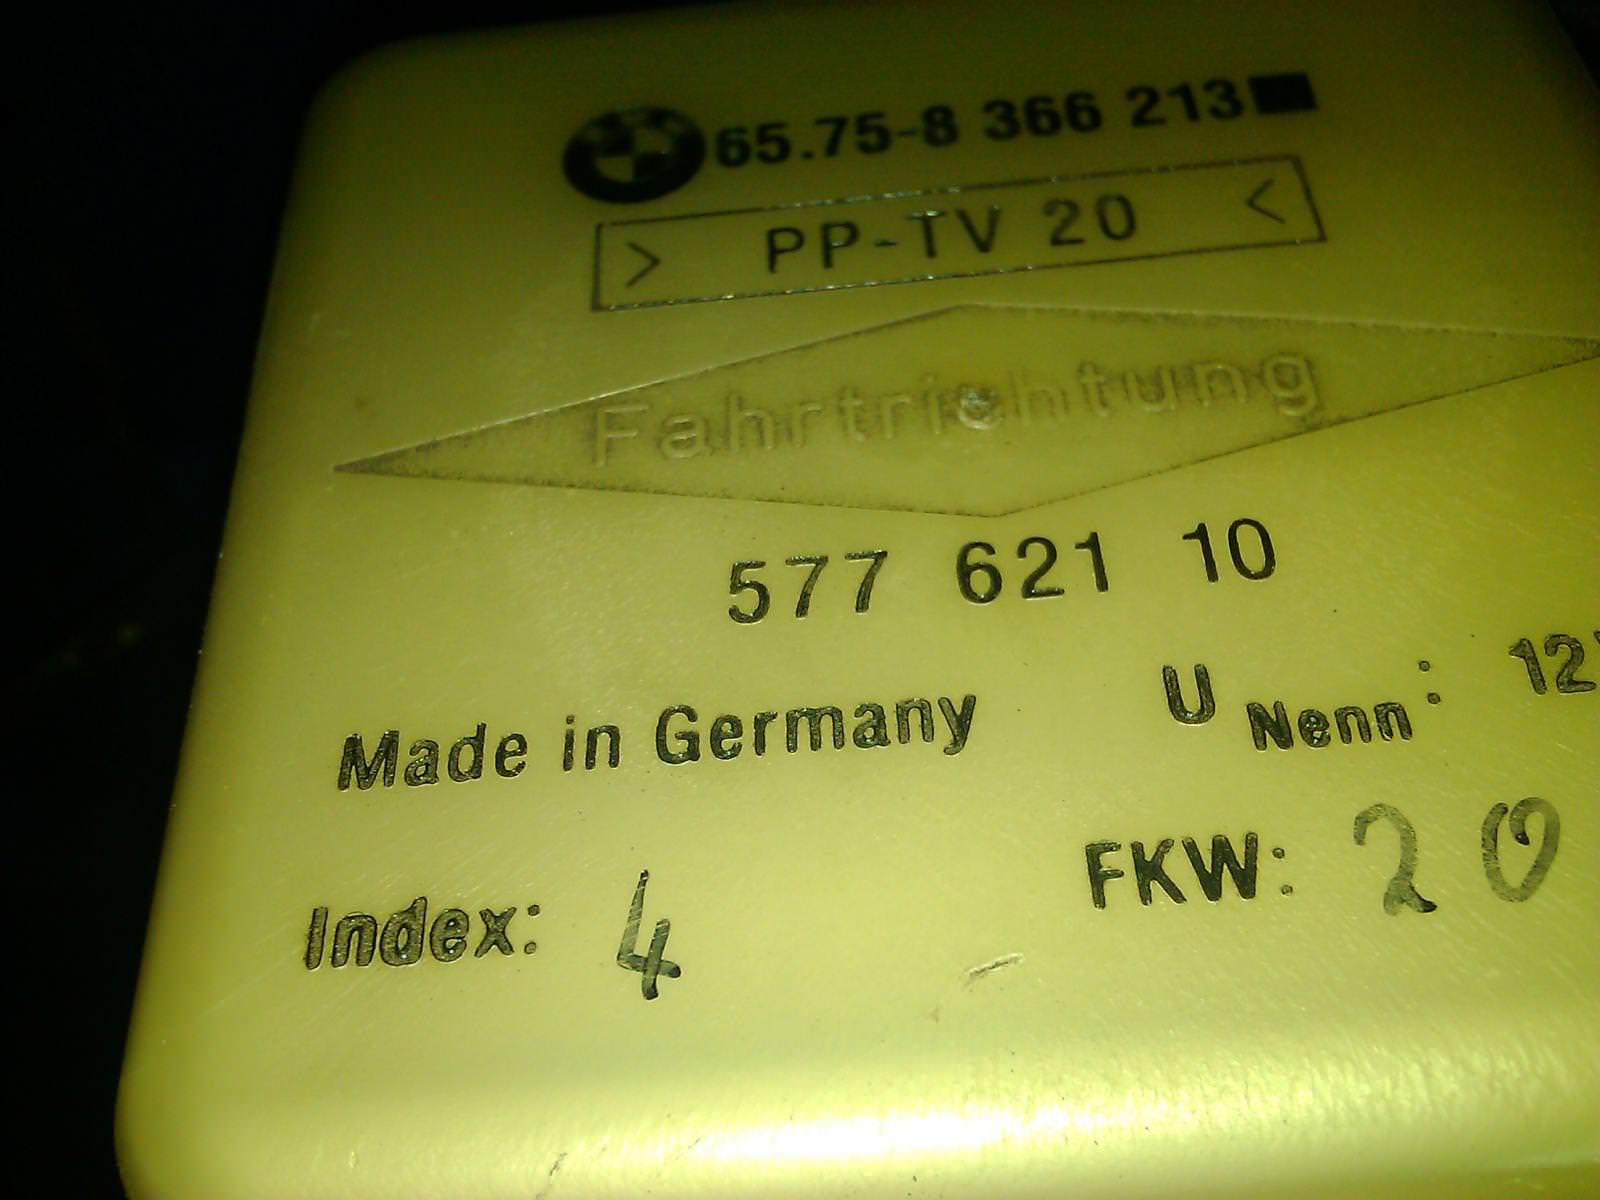 65.75-8 366 213
> PP-TV 20 <
Fahrtrichtung
577 621 10
Made in Germany U Nenn: 12
Index: 4 FKW: 20